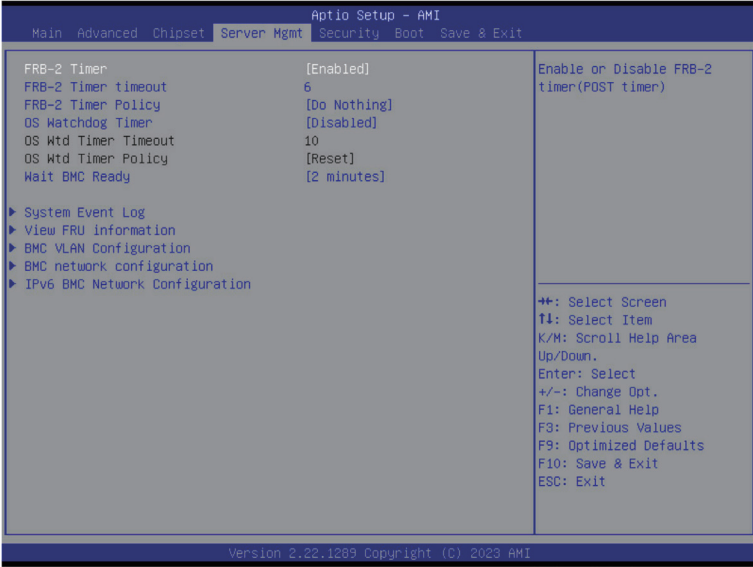 Aptio Setup - AMI
Main Advanced Chipset Server Mgmt Security Boot Save & Exit
FRB-2 Timer [Enabled]
FRB-2 Timer timeout 6
FRB-2 Timer Policy [Do Nothing]
OS Watchdog Timer [Disabled]
OS Wtd Timer Timeout 10
OS Wtd Timer Policy [Reset]
Wait BMC Ready [2 minutes]
System Event Log
View FRU information
BMC VLAN Configuration
BMC network configuration
IPv6 BMC Network Configuration
Enable or Disable FRB-2
timer(POST timer)
→←: Select Screen
↑↓: Select Item
K/M: Scroll Help Area
Up/Down.
Enter: Select
+/-: Change Opt.
F1: General Help
F3: Previous Values
F9: Optimized Defaults
F10: Save & Exit
ESC: Exit
Version 2.22.1289 Copyright (C) 2023 AMI